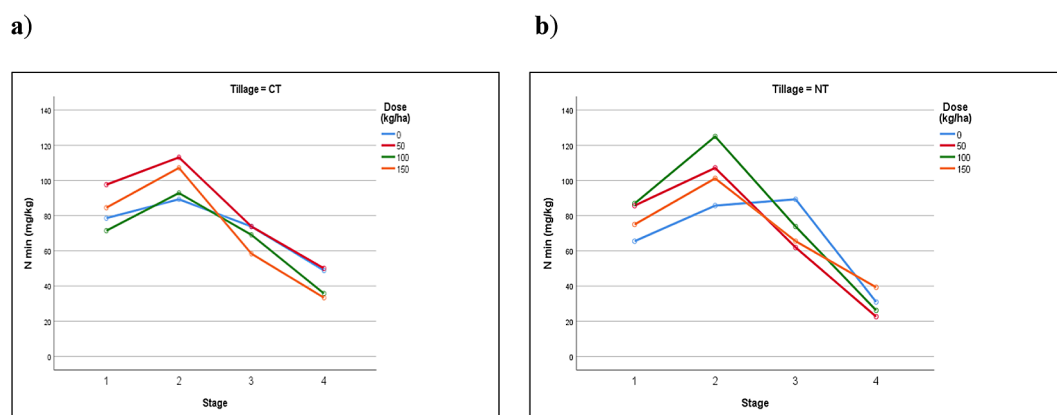 a)
b)
Tillage = CT
Dose
(kg/ha)
0
50
100
150
140
120
100
80
60
40
20
0
N min (mg/kg)
1 2 3 4
Stage
Tillage = NT
Dose
(kg/ha)
0
50
100
150
140
120
100
80
60
40
20
0
N min (mg/kg)
1 2 3 4
Stage